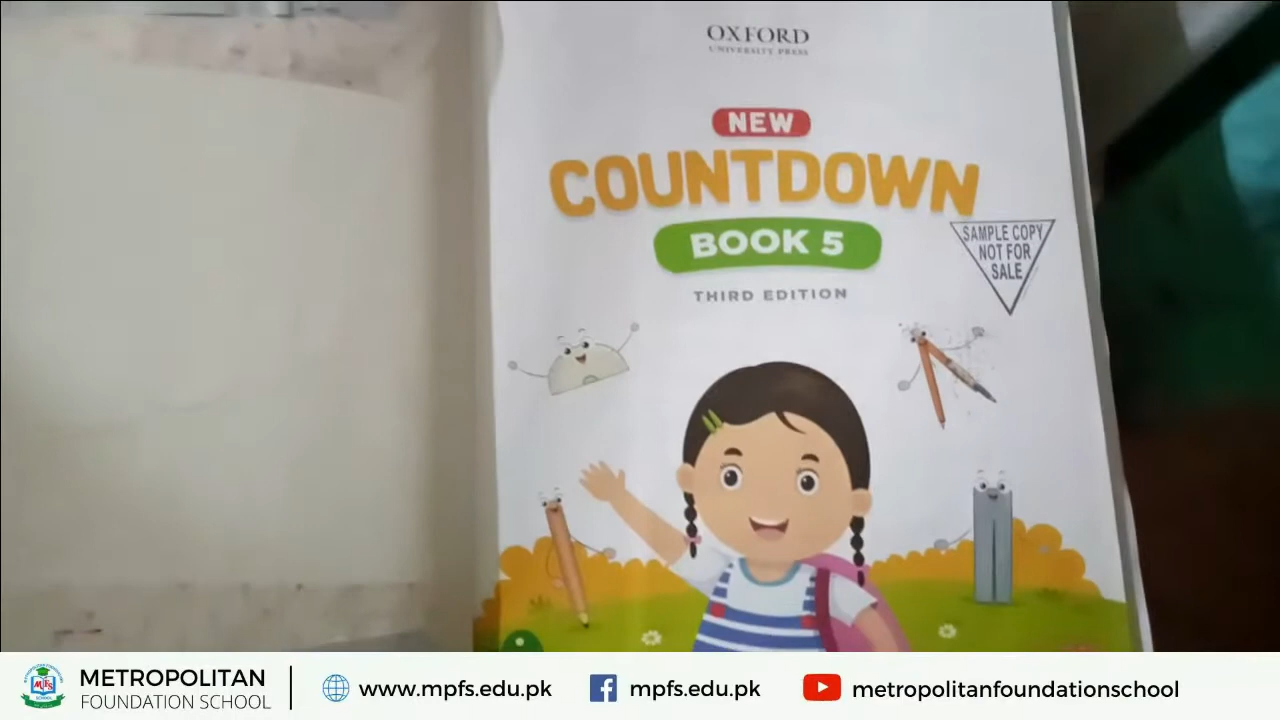 OXFORD
UNIVERSITY PRESS
NEW
COUNTDOWN
BOOK 5
THIRD EDITION
SAMPLE COPY
NOT FOR
SALE
METROPOLITAN
FOUNDATION SCHOOL
www.mpfs.edu.pk
mpfs.edu.pk
metropolitanfoundationschool